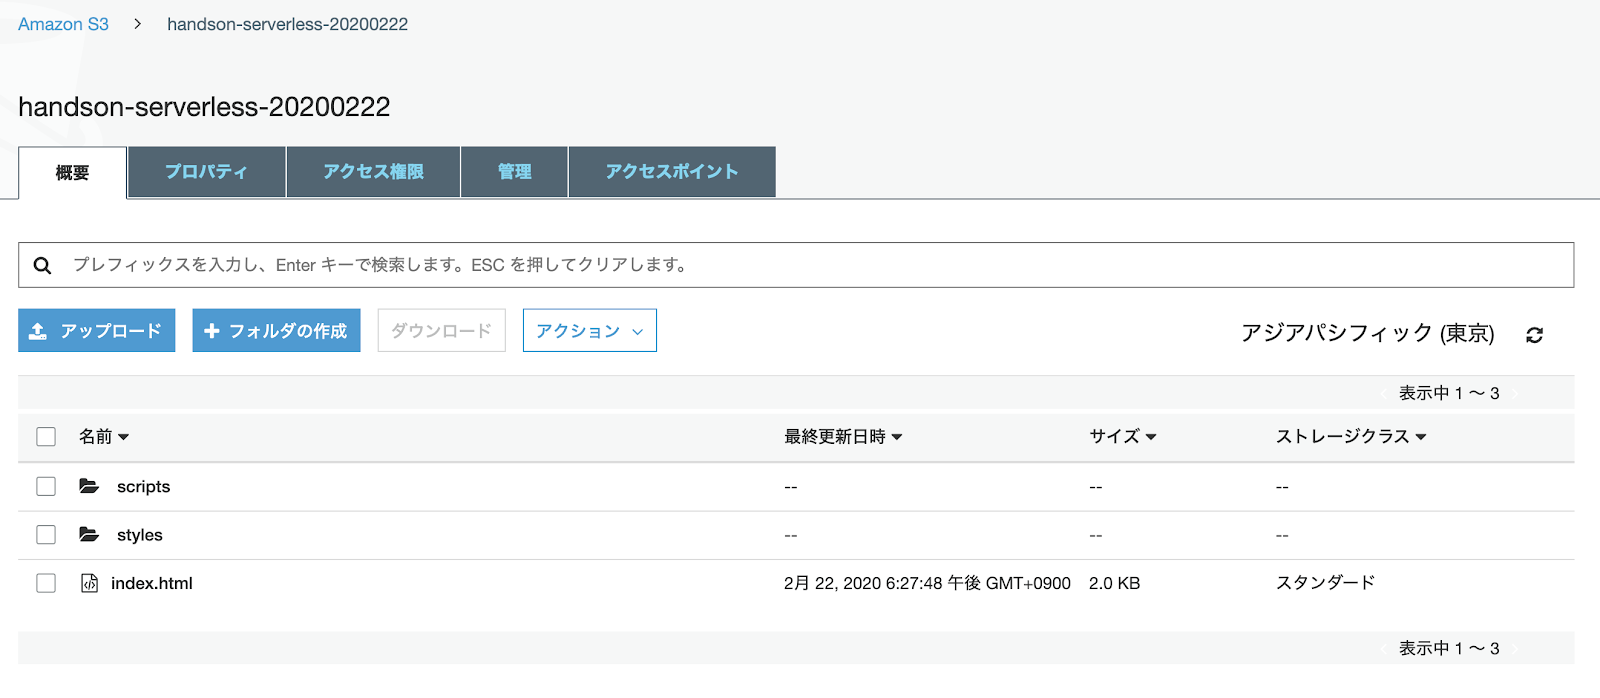 Amazon S3 > handson-serverless-20200222
handson-serverless-20200222
概要 プロパティ アクセス権限 管理 アクセスポイント
プレフィックスを入力し、Enter キーで検索します。ESC を押してクリアします。
アップロード + フォルダの作成 ダウンロード アクション アジアパシフィック (東京)
表示中 1 ～ 3
名前 最終更新日時 サイズ ストレージクラス
scripts -- -- --
styles -- -- --
index.html 2月 22, 2020 6:27:48 午後 GMT+0900 2.0 KB スタンダード
表示中 1 ～ 3